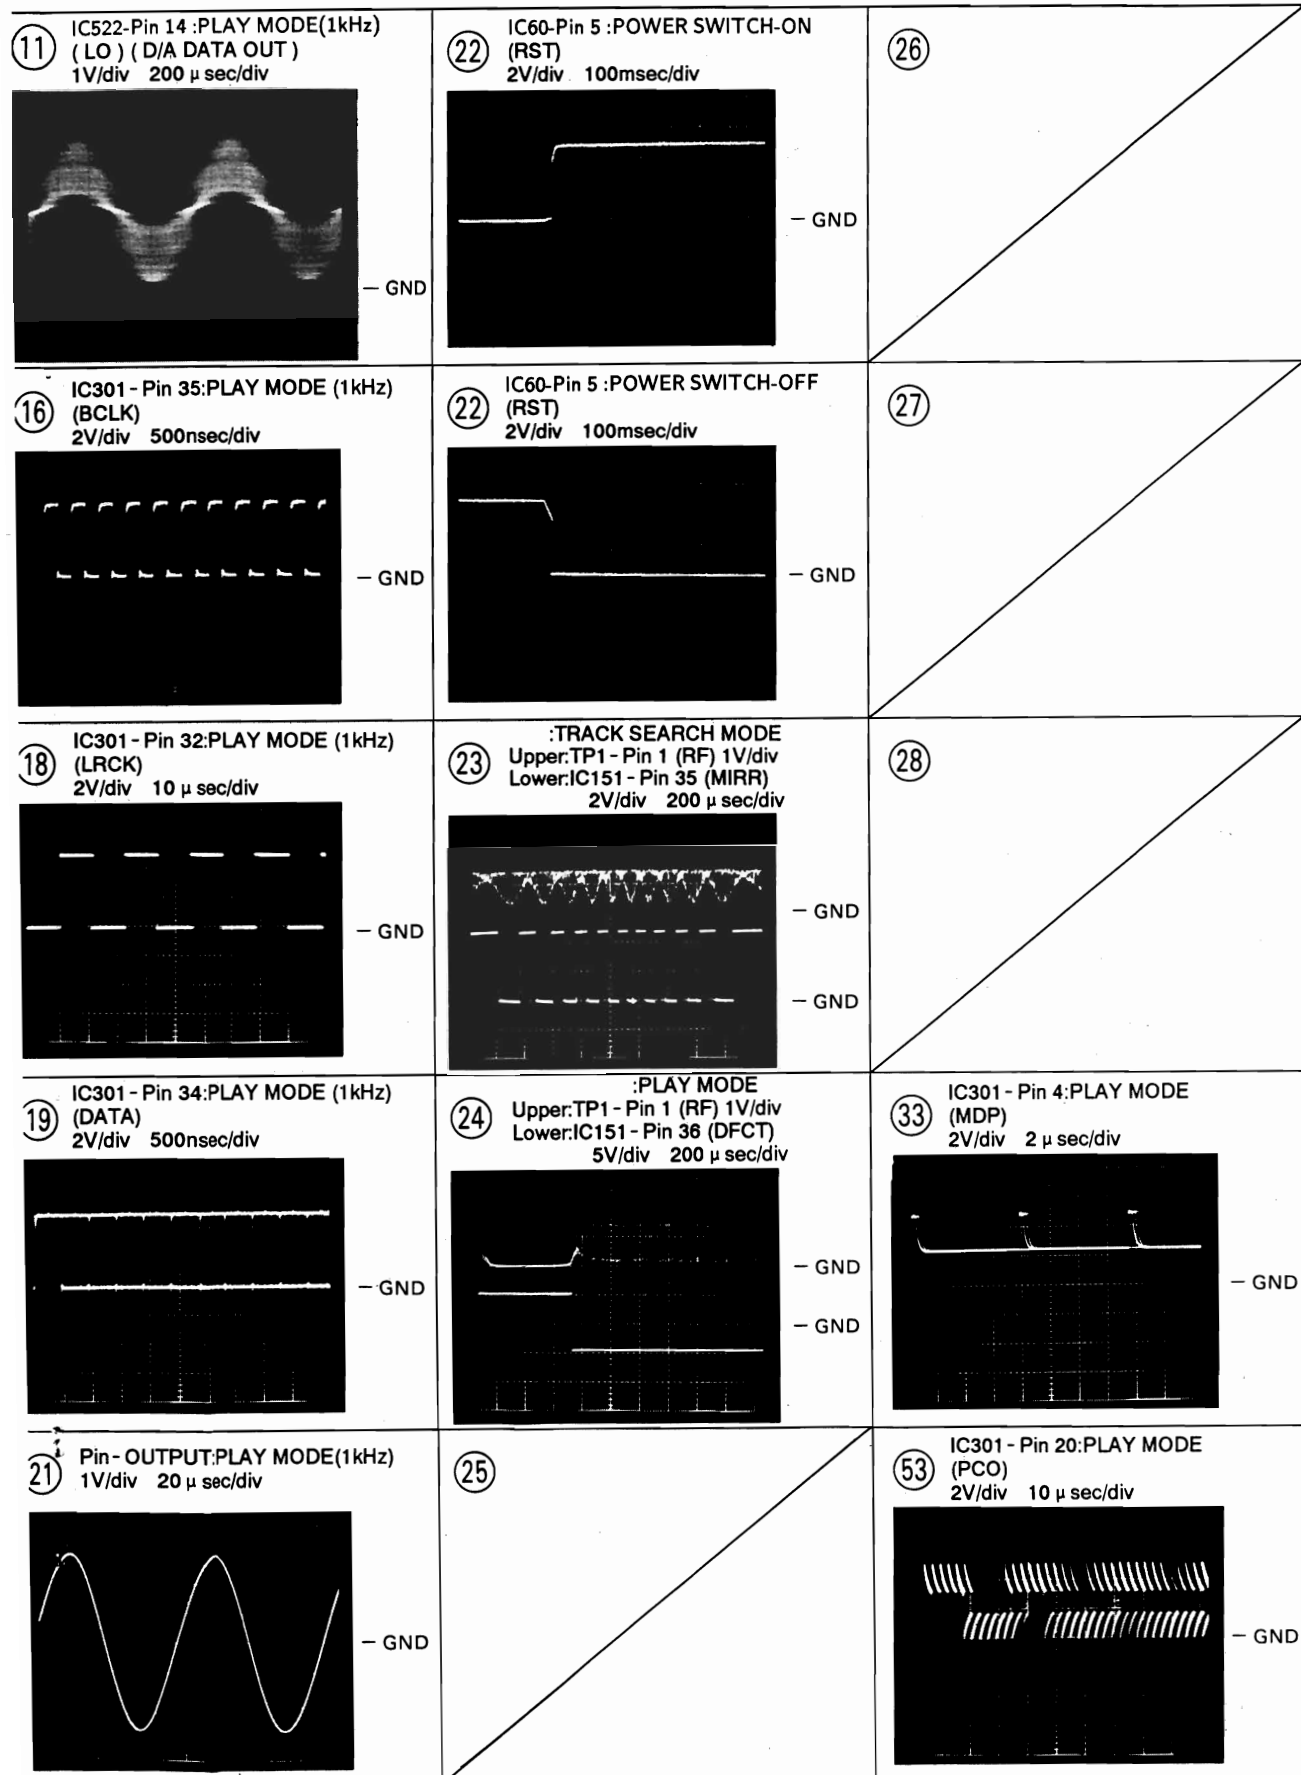 11 IC522-Pin 14 :PLAY MODE(1kHz)
( LO ) ( D/A DATA OUT )
1V/div 200 μ sec/div
– GND
22 IC60-Pin 5 :POWER SWITCH-ON
(RST)
2V/div 100msec/div
– GND
26
16 IC301 - Pin 35:PLAY MODE (1kHz)
(BCLK)
2V/div 500nsec/div
– GND
22 IC60-Pin 5 :POWER SWITCH-OFF
(RST)
2V/div 100msec/div
– GND
27
18 IC301 - Pin 32:PLAY MODE (1kHz)
(LRCK)
2V/div 10 μ sec/div
– GND
23 :TRACK SEARCH MODE
Upper:TP1 - Pin 1 (RF) 1V/div
Lower:IC151 - Pin 35 (MIRR)
2V/div 200 μ sec/div
– GND
– GND
28
19 IC301 - Pin 34:PLAY MODE (1kHz)
(DATA)
2V/div 500nsec/div
– GND
24 :PLAY MODE
Upper:TP1 - Pin 1 (RF) 1V/div
Lower:IC151 - Pin 36 (DFCT)
5V/div 200 μ sec/div
– GND
– GND
33 IC301 - Pin 4:PLAY MODE
(MDP)
2V/div 2 μ sec/div
– GND
21 Pin - OUTPUT:PLAY MODE(1kHz)
1V/div 20 μ sec/div
– GND
25
53 IC301 - Pin 20:PLAY MODE
(PCO)
2V/div 10 μ sec/div
– GND